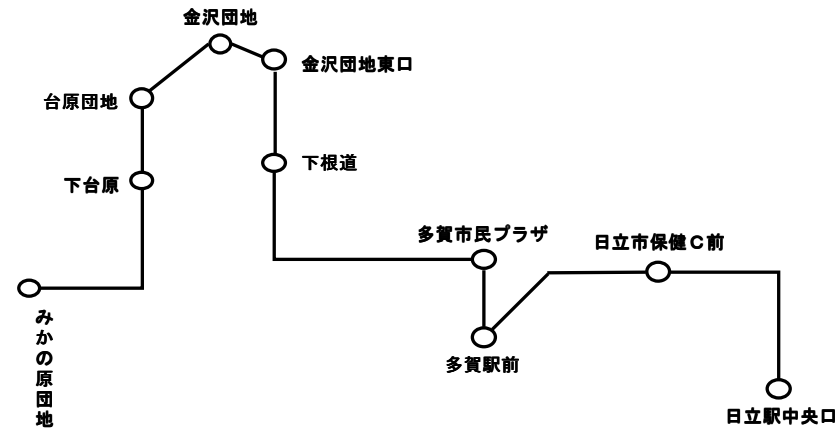 金沢団地
金沢団地東口
台原団地
下根道
下台原
多賀市民プラザ
日立市保健C前
みかの原団地
多賀駅前
日立駅中央口